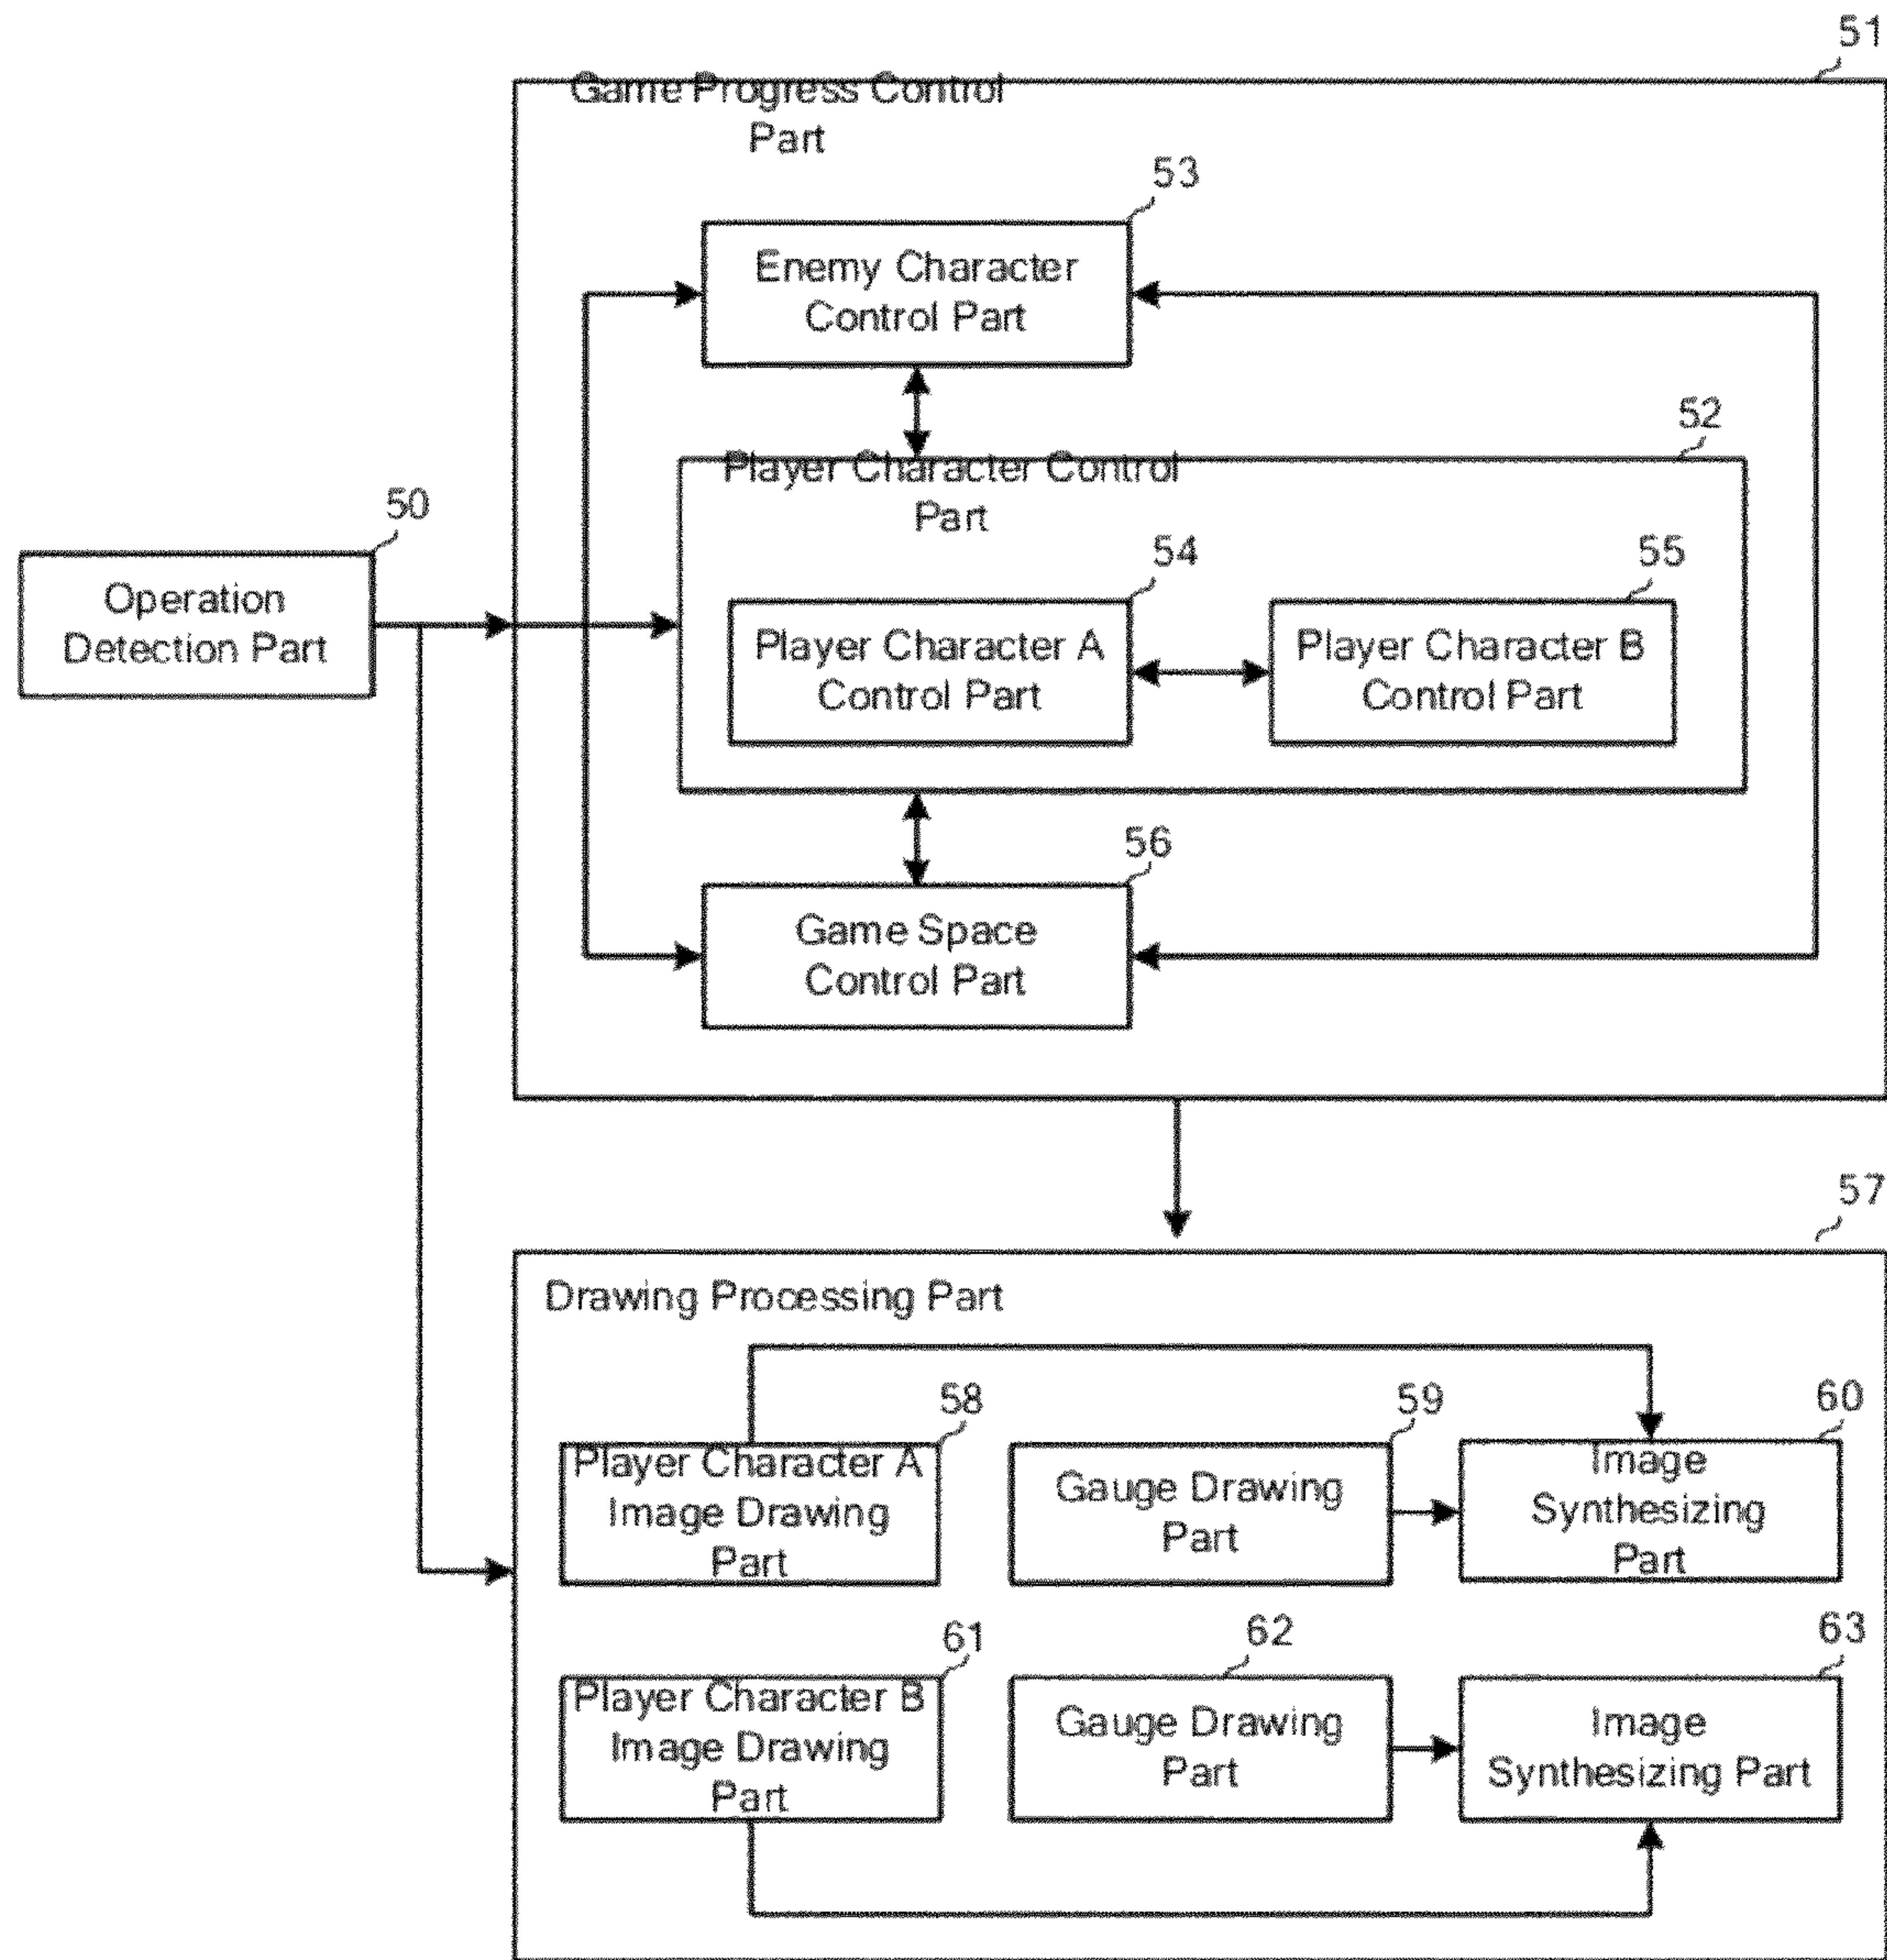 51
Game Progress Control
Part
53
Enemy Character
Control Part
52
Player Character Control
Part
50
Operation
Detection Part
54
Player Character A
Control Part
55
Player Character B
Control Part
56
Game Space
Control Part
57
Drawing Processing Part
58
Player Character A
Image Drawing
Part
59
Gauge Drawing
Part
60
Image
Synthesizing
Part
61
Player Character B
Image Drawing
Part
62
Gauge Drawing
Part
63
Image
Synthesizing Part